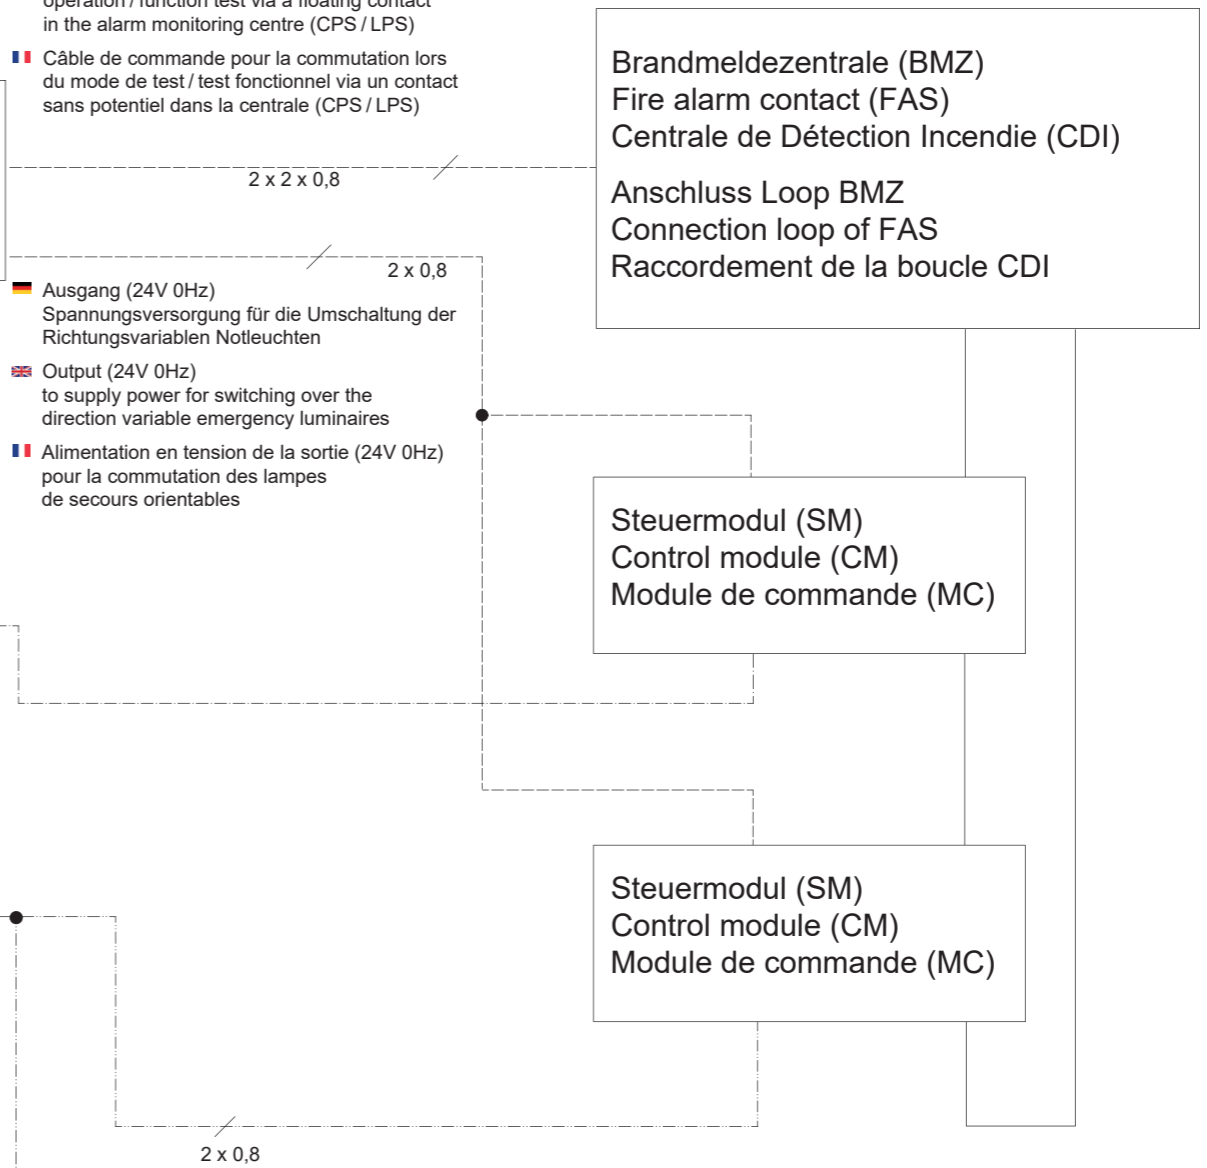 operation / function test via a floating contact
in the alarm monitoring centre (CPS / LPS)
Câble de commande pour la commutation lors
du mode de test / test fonctionnel via un contact
sans potentiel dans la centrale (CPS / LPS)
2 x 2 x 0,8
2 x 0,8
Ausgang (24V 0Hz)
Spannungsversorgung für die Umschaltung der
Richtungsvariablen Notleuchten
Output (24V 0Hz)
to supply power for switching over the
direction variable emergency luminaires
Alimentation en tension de la sortie (24V 0Hz)
pour la commutation des lampes
de secours orientables
Brandmeldezentrale (BMZ)
Fire alarm contact (FAS)
Centrale de Détection Incendie (CDI)
Anschluss Loop BMZ
Connection loop of FAS
Raccordement de la boucle CDI
Steuermodul (SM)
Control module (CM)
Module de commande (MC)
Steuermodul (SM)
Control module (CM)
Module de commande (MC)
2 x 0,8